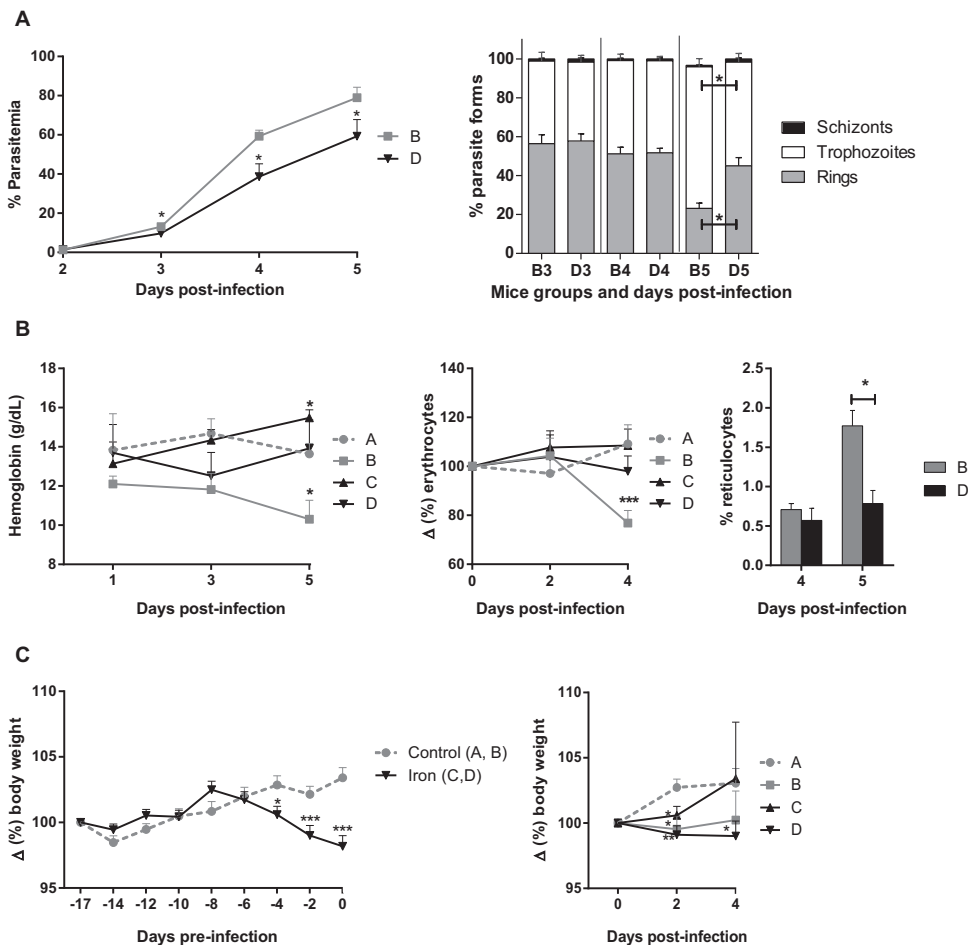 A
% Parasitemia
100
80
60
40
20
0
2
3
4
5
*
*
*
Days post-infection
B
D
% parasite forms
100
80
60
40
20
0
*
*
B3
D3
B4
D4
B5
D5
Mice groups and days post-infection
Schizonts
Trophozoites
Rings
B
Hemoglobin (g/dL)
18
16
14
12
10
8
1
3
5
*
*
Days post-infection
A
B
C
D
Δ (%) erythrocytes
140
120
100
80
60
0
2
4
***
Days post-infection
A
B
C
D
% reticulocytes
2.5
2.0
1.5
1.0
0.5
0.0
*
4
5
Days post-infection
B
D
C
Δ (%) body weight
110
105
100
95
-17
-14
-12
-10
-8
-6
-4
-2
0
*
***
***
Days pre-infection
Control (A, B)
Iron (C,D)
Δ (%) body weight
110
105
100
95
0
2
4
*
*
**
*
Days post-infection
A
B
C
D